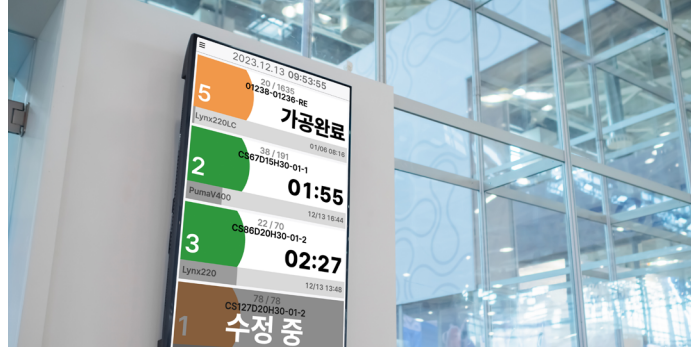 2023.12.13 09:53:55
20 / 1635
01238-01236-RE
5
가공완료
Lynx220LC
01/06 08:16
38 / 191
CS67D15H30-01-1
2
01:55
PumaV400
12/13 16:44
22 / 70
CS86D20H30-01-2
3
02:27
Lynx220
12/13 13:48
78 / 78
CS127D20H30-01-2
1
수정 중